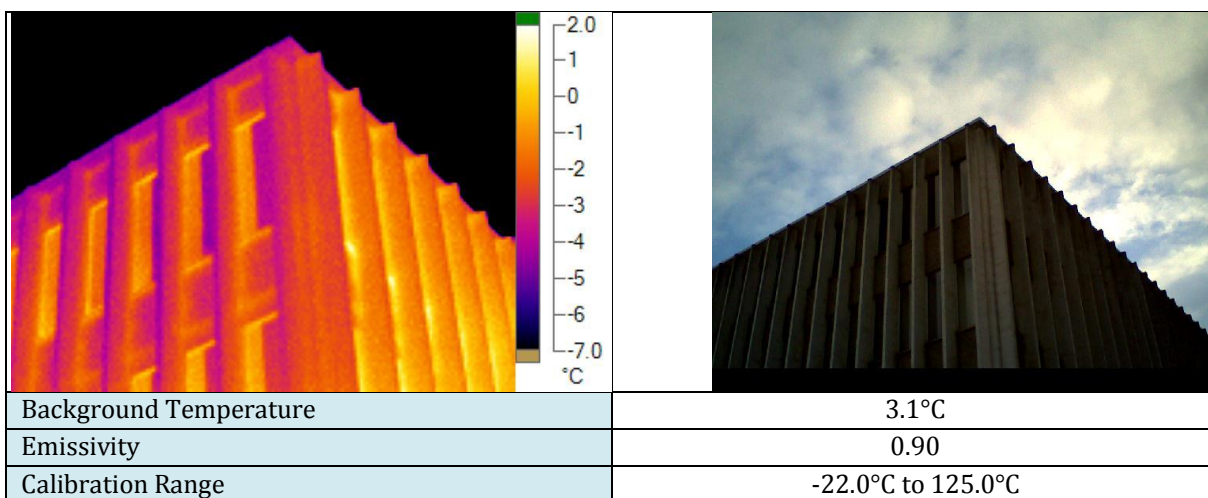 2.0
1
0
-1
-2
-3
-4
-5
-6
-7.0
°C
Background Temperature 3.1°C
Emissivity 0.90
Calibration Range -22.0°C to 125.0°C